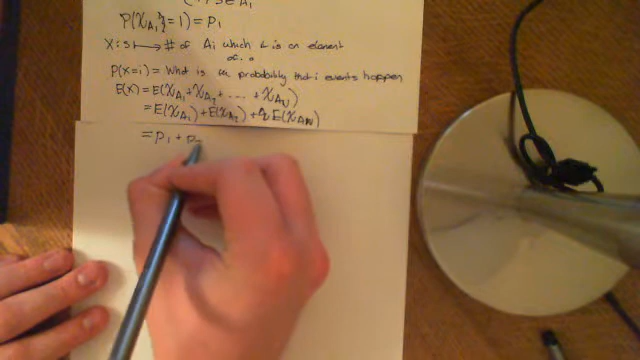 P(χ_{A_1} = 1) = p_1
X: s ↦ # of A_i which s is an element
of.
P(X=i) = What is the probability that i events happen
E(X) = E(χ_{A_1} + χ_{A_2} + .... + χ_{A_N})
= E(χ_{A_1}) + E(χ_{A_2}) + E(χ_{A_N})
= p_1 + p